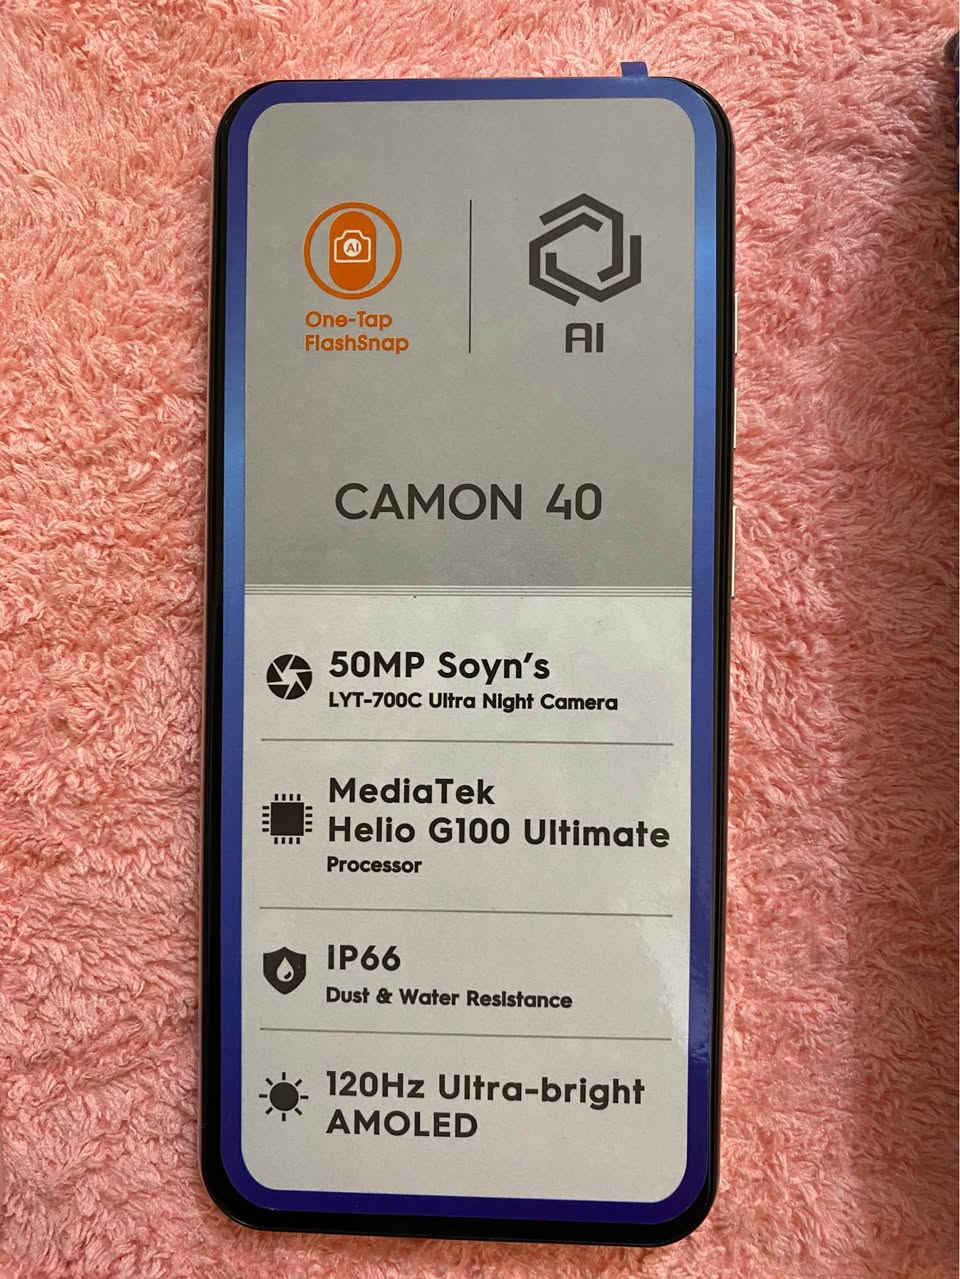 AI
One-Tap
FlashSnap
AI
CAMON 40
50MP Soyn's
LYT-700C Ultra Night Camera
MediaTek
Helio G100 Ultimate
Processor
IP66
Dust & Water Resistance
120Hz Ultra-bright
AMOLED